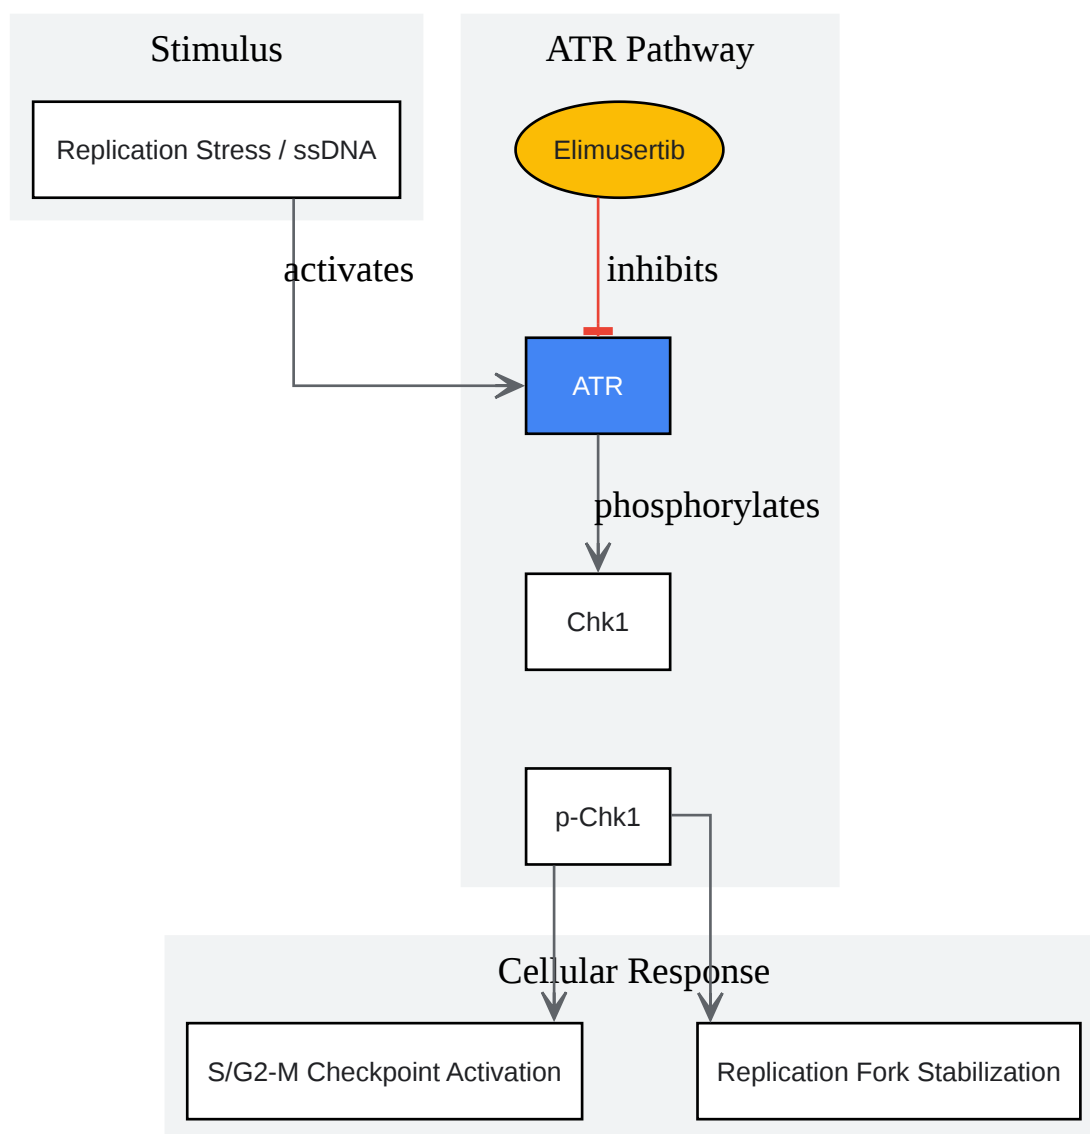 Stimulus
ATR Pathway
Replication Stress / ssDNA
Elimusertib
activates
inhibits
ATR
phosphorylates
Chk1
p-Chk1
Cellular Response
S/G2-M Checkpoint Activation
Replication Fork Stabilization